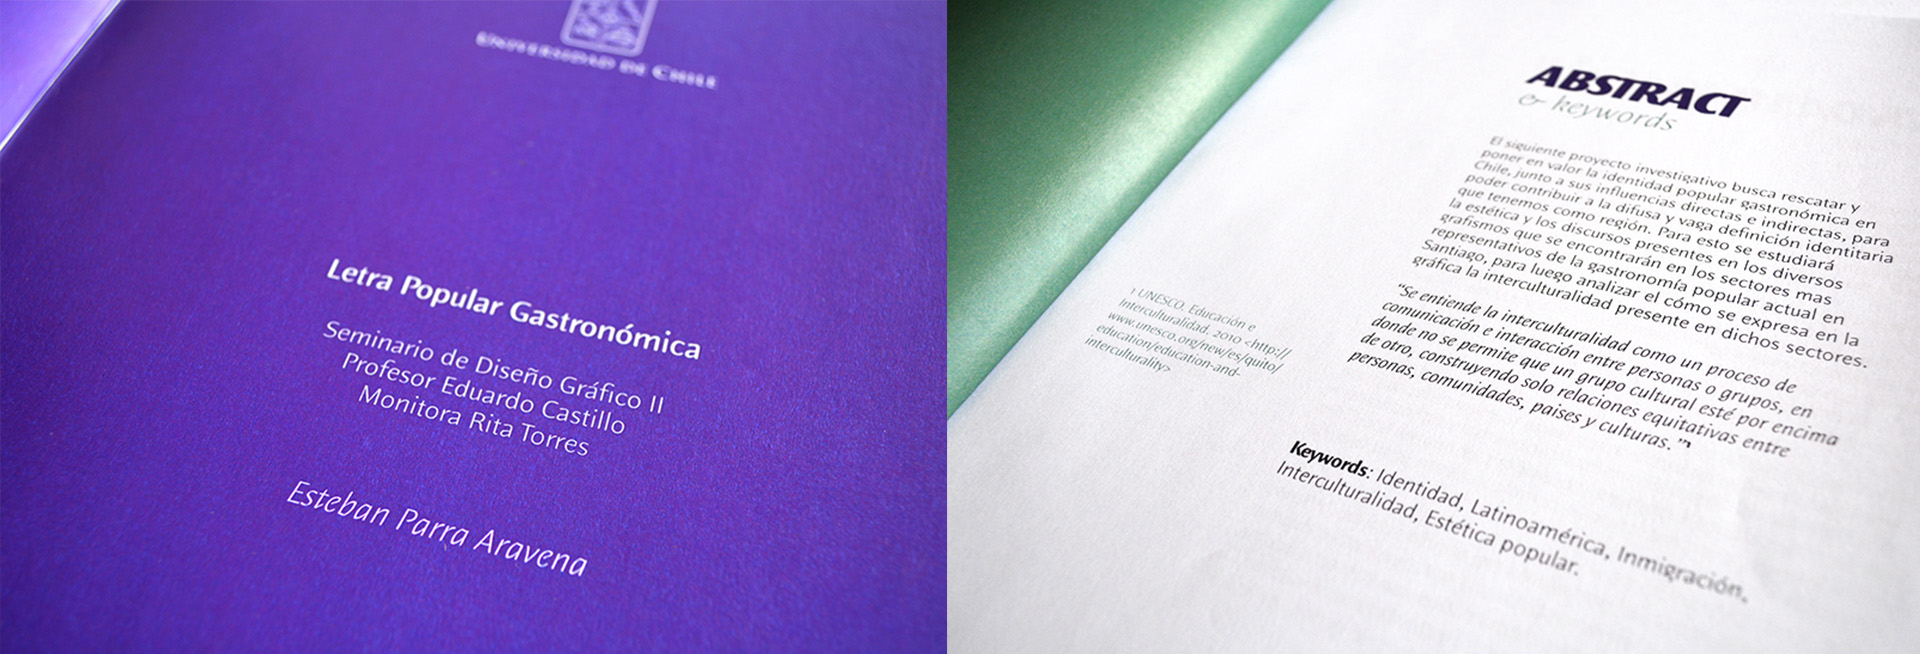 UNIVERSIDAD DE CHILE
Letra Popular Gastronómica
Seminario de Diseño Gráfico II
Profesor Eduardo Castillo
Monitora Rita Torres
Esteban Parra Aravena
ABSTRACT
& keywords
El siguiente proyecto investigativo busca rescatar y
poner en valor la identidad popular gastronómica en
Chile, junto a sus influencias directas e indirectas, para
poder contribuir a la difusa y vaga definición identitaria
que tenemos como región. Para esto se estudiará
la estética y los discursos presentes en los diversos
grafismos que se encontrarán en los sectores mas
representativos de la gastronomía popular actual en
Santiago, para luego analizar el cómo se expresa en la
gráfica la interculturalidad presente en dichos sectores.
“Se entiende la interculturalidad como un proceso de
comunicación e interacción entre personas o grupos, en
donde no se permite que un grupo cultural esté por encima
de otro, construyendo solo relaciones equitativas entre
personas, comunidades, paises y culturas.”¹
1 UNESCO. Educación e
Interculturalidad. 2010 <http://
www.unesco.org/new/es/quito/
education/education-and-
interculturality>
Keywords: Identidad, Latinoamérica, Inmigración,
Interculturalidad, Estética popular.